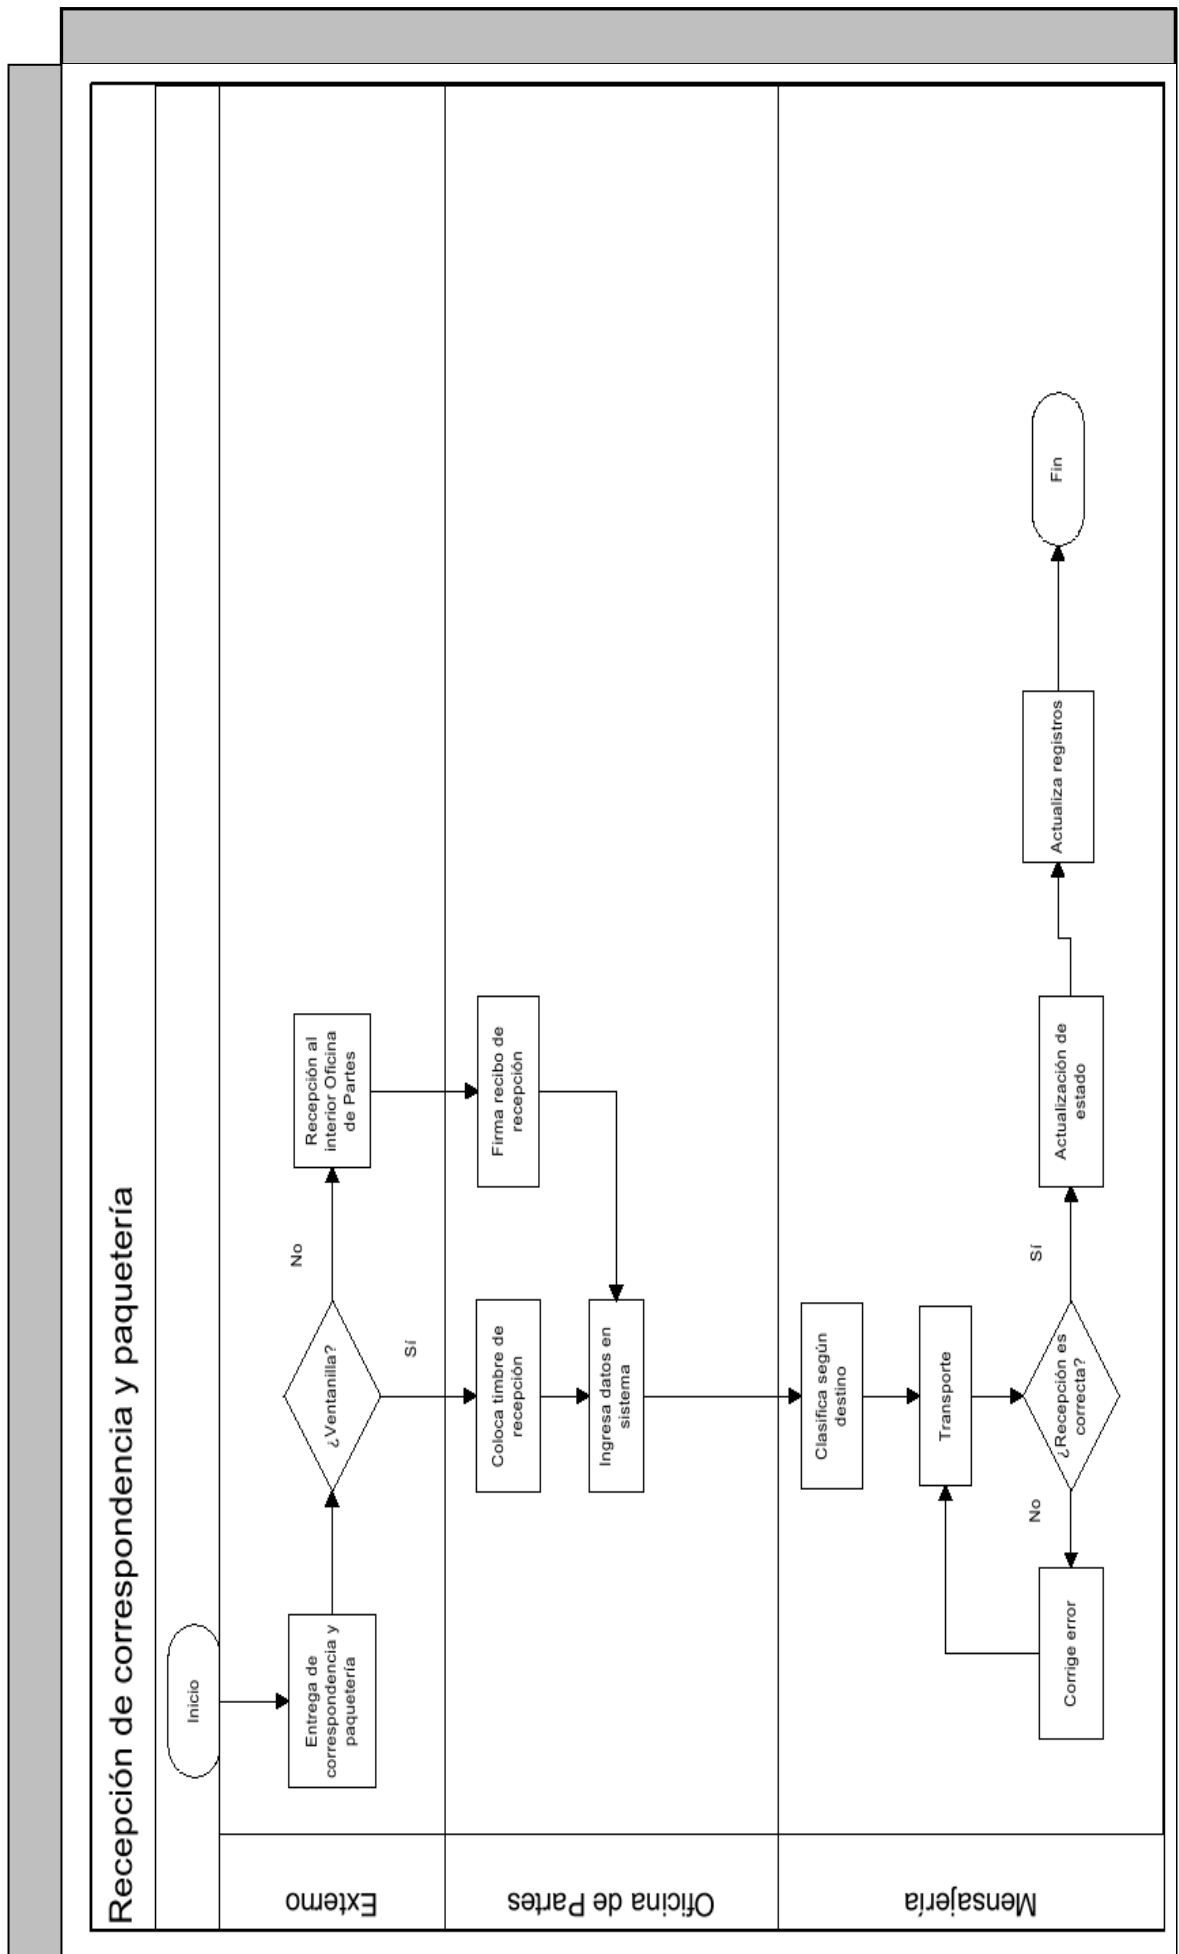 Recepción de correspondencia y paquetería
Inicio
Externo
Entrega de
correspondencia y
paquetería
¿Ventanilla?
No
Sí
Recepción al
interior Oficina
de Partes
Oficina de Partes
Coloca timbre de
recepción
Firma recibo de
recepción
Ingresa datos en
sistema
Mensajería
Clasifica según
destino
Transporte
¿Recepción es
correcta?
No
Sí
Corrige error
Actualización de
estado
Actualiza registros
Fin